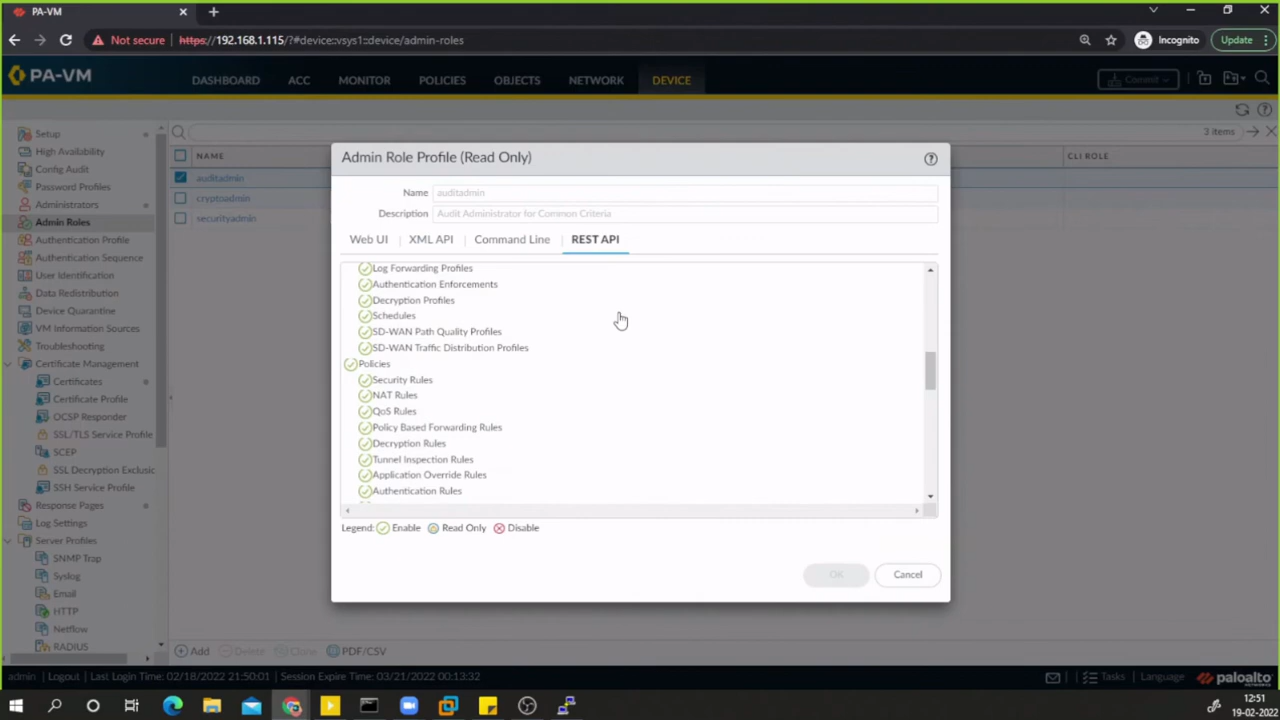 PA-VM
Not secure https://192.168.1.115/?#device::vsys1::device/admin-roles Incognito Update
PA-VM DASHBOARD ACC MONITOR POLICIES OBJECTS NETWORK DEVICE Commit
Setup
High Availability
Config Audit
Password Profiles
Administrators
Admin Roles
Authentication Profile
Authentication Sequence
User Identification
Data Redistribution
Device Quarantine
VM Information Sources
Troubleshooting
Certificate Management
Certificates
Certificate Profile
OCSP Responder
SSL/TLS Service Profile
SCEP
SSL Decryption Exclusic
SSH Service Profile
Response Pages
Log Settings
Server Profiles
SNMP Trap
Syslog
Email
HTTP
Netflow
RADIUS
3 items
NAME CLI ROLE
auditadmin
cryptoadmin
securityadmin
Admin Role Profile (Read Only)
Name auditadmin
Description Audit Administrator for Common Criteria
Web UI XML API Command Line REST API
Log Forwarding Profiles
Authentication Enforcements
Decryption Profiles
Schedules
SD-WAN Path Quality Profiles
SD-WAN Traffic Distribution Profiles
Policies
Security Rules
NAT Rules
QoS Rules
Policy Based Forwarding Rules
Decryption Rules
Tunnel Inspection Rules
Application Override Rules
Authentication Rules
Legend: Enable Read Only Disable
OK Cancel
Add Delete Clone PDF/CSV
admin Logout Last Login Time: 02/18/2022 21:50:01 Session Expire Time: 03/21/2022 00:13:32 Tasks Language paloalto
NETWORKS
12:51
19-02-2022